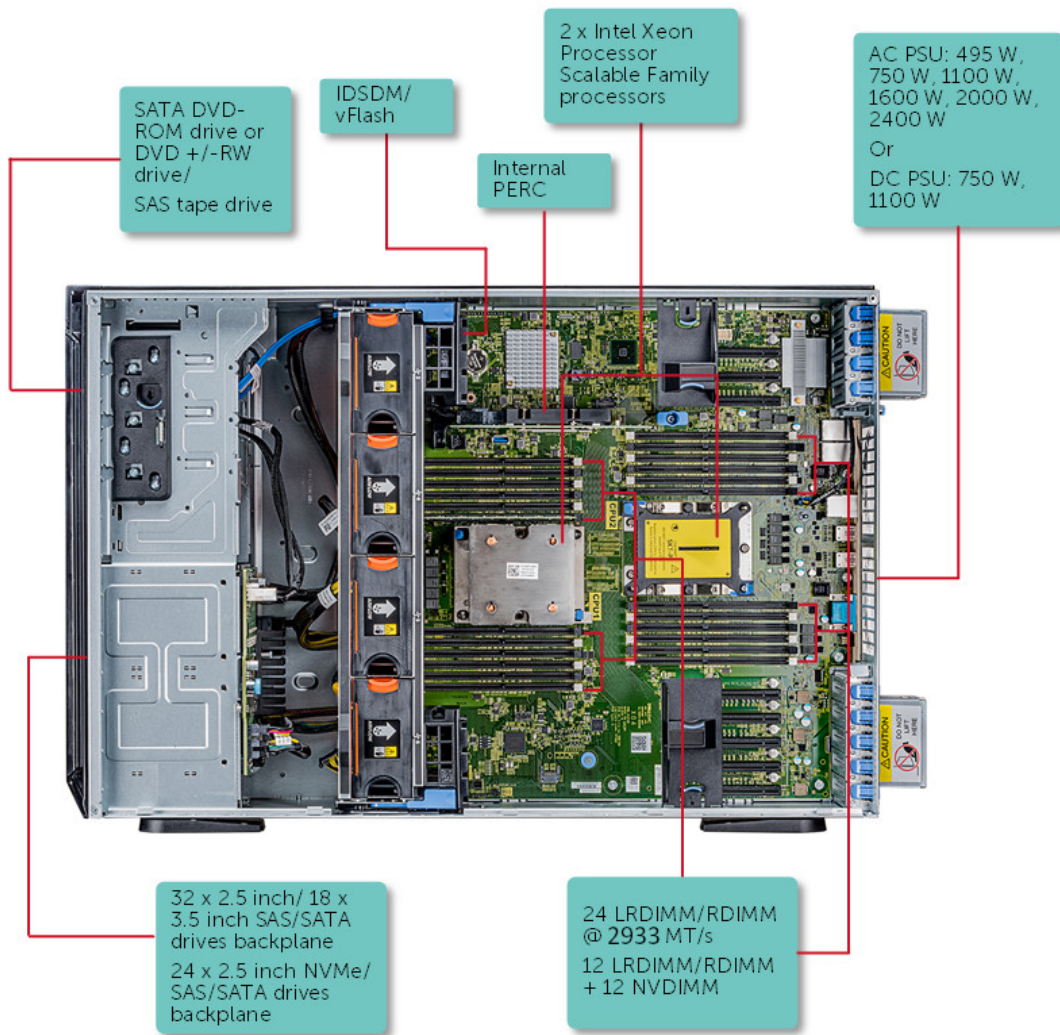 2 x Intel Xeon
Processor
Scalable Family
processors
AC PSU: 495 W,
750 W, 1100 W,
1600 W, 2000 W,
2400 W
Or
DC PSU: 750 W,
1100 W
IDSDM/
vFlash
SATA DVD-
ROM drive or
DVD +/-RW
drive/
SAS tape drive
Internal
PERC
CAUTION
DO NOT
LIFT
HERE
CPU2
CPU1
CAUTION
DO NOT
LIFT
HERE
32 x 2.5 inch/ 18 x
3.5 inch SAS/SATA
drives backplane
24 x 2.5 inch NVMe/
SAS/SATA drives
backplane
24 LRDIMM/RDIMM
@ 2933 MT/s
12 LRDIMM/RDIMM
+ 12 NVDIMM